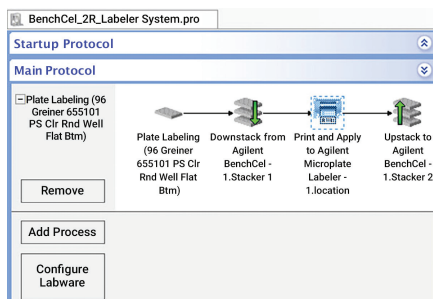 BenchCel_2R_Labeler System.pro
Startup Protocol
Main Protocol
Plate Labeling (96
Greiner 655101
PS Clr Rnd Well
Flat Btm)
Remove
Plate Labeling
(96 Greiner
655101 PS Clr
Rnd Well Flat
Btm)
Downstack from
Agilent
BenchCel -
1.Stacker 1
Print and Apply
to Agilent
Microplate
Labeler -
1.location
Upstack to
Agilent
BenchCel -
1.Stacker 2
Add Process
Configure
Labware